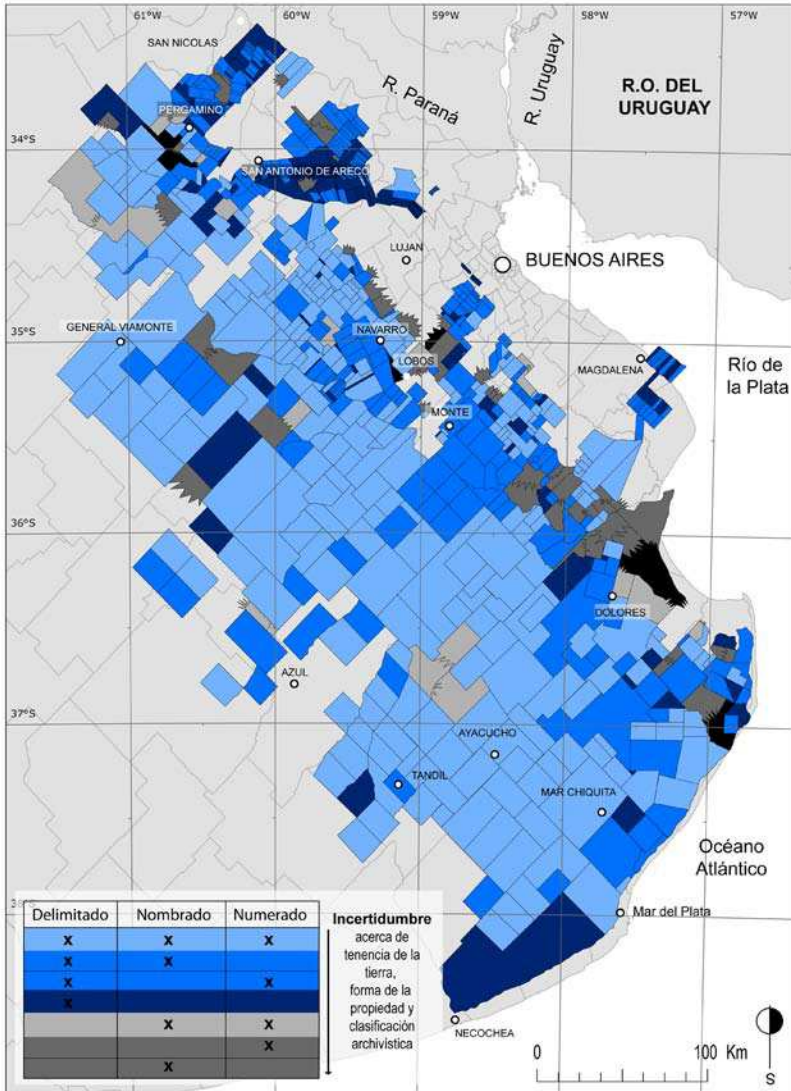 61°W 60°W 59°W 58°W 57°W
SAN NICOLAS
R. Paraná
R. Uruguay
R.O. DEL
URUGUAY
PERGAMINO
34°S
SAN ANTONIO DE ARECO
LUJAN
BUENOS AIRES
GENERAL VIAMONTE
35°S
NAVARRO
LOBOS
MAGDALENA
Río de
la Plata
MONTE
36°S
DOLORES
AZUL
37°S
AYACUCHO
TANDIL
MAR CHIQUITA
Océano
Atlántico
38°S
Mar del Plata
NECOCHEA
Delimitado Nombrado Numerado
x x x
x x
x x
x
x x
x
x
Incertidumbre
acerca de
tenencia de la
tierra,
forma de la
propiedad y
clasificación
archivística
0 100 Km
S